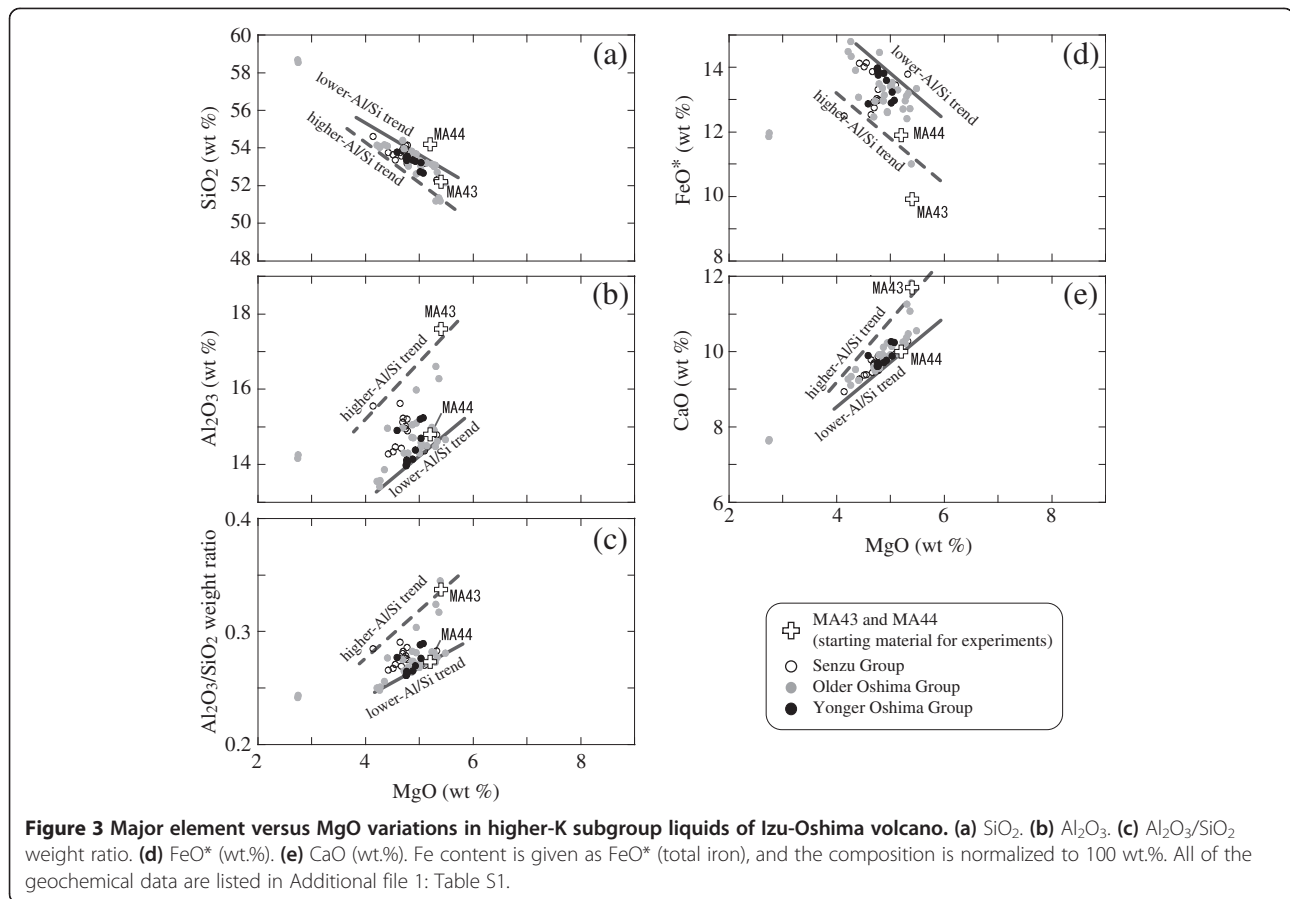 60
58
56
54
52
50
48
SiO2 (wt %)
(a)
lower-Al/Si trend
higher-Al/Si trend
MA44
MA43
18
16
14
Al2O3 (wt %)
(b)
MA43
higher-Al/Si trend
MA44
lower-Al/Si trend
0.4
0.3
0.2
Al2O3/SiO2 weight ratio
(c)
higher-Al/Si trend
MA43
MA44
lower-Al/Si trend
2 4 6 8
MgO (wt %)
14
12
10
8
FeO* (wt %)
(d)
lower-Al/Si trend
higher-Al/Si trend
MA44
MA43
12
10
8
6
CaO (wt %)
(e)
MA43
higher-Al/Si trend
MA44
lower-Al/Si trend
2 4 6 8
MgO (wt %)
MA43 and MA44
(starting material for experiments)
Senzu Group
Older Oshima Group
Yonger Oshima Group
Figure 3 Major element versus MgO variations in higher-K subgroup liquids of Izu-Oshima volcano. (a) SiO2. (b) Al2O3. (c) Al2O3/SiO2
weight ratio. (d) FeO* (wt.%). (e) CaO (wt.%). Fe content is given as FeO* (total iron), and the composition is normalized to 100 wt.%. All of the
geochemical data are listed in Additional file 1: Table S1.